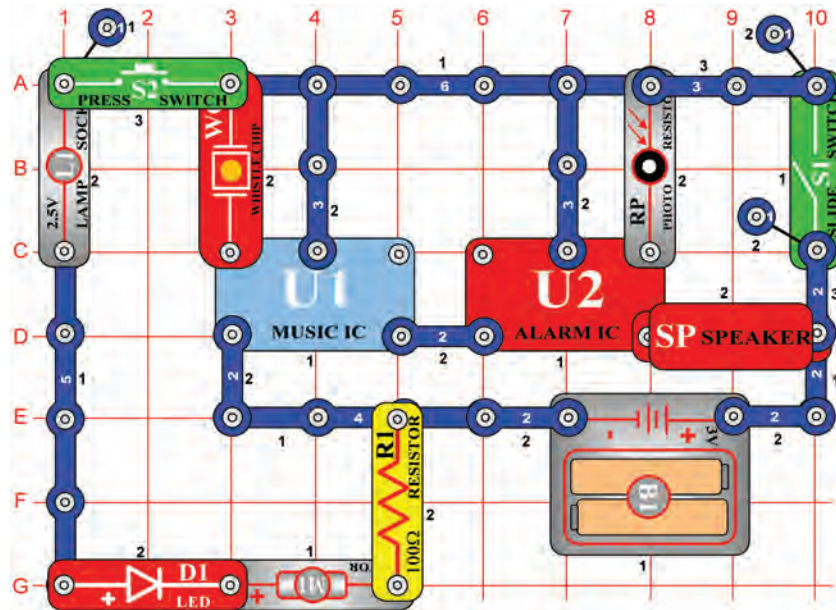 1 2 3 4 5 6 7 8 9 10
1 1
2 1
A
S2
PRESS SWITCH
1
6
3
3
3
WC
WHISTLE CHIP
2
L1
2.5V
LAMP SOCK
2
B
3
2
3
2
RESISTO
RP
PHOTO
2
S1
SLIDE SWITC
1
1
2
C
U1
MUSIC IC
1
U2
ALARM IC
1
2
SP SPEAKER
2
3
D
2
2
5
1
2
2
2
E
1
4
2
2
R1
RESISTOR
100Ω
2
- +
3V
2
2
B1
1
F
G
2
D1
+
LED
1
+
M1
OR